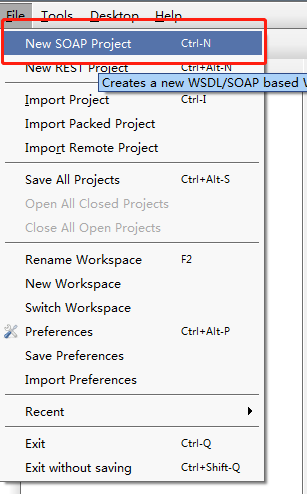 File Tools Desktop Help
New SOAP Project Ctrl-N
New REST Project Ctrl+Alt-N
Creates a new WSDL/SOAP based
Import Project Ctrl-I
Import Packed Project
Import Remote Project
Save All Projects Ctrl+Alt-S
Open All Closed Projects
Close All Open Projects
Rename Workspace F2
New Workspace
Switch Workspace
Preferences Ctrl+Alt-P
Save Preferences
Import Preferences
Recent
Exit Ctrl-Q
Exit without saving Ctrl+Shift-Q